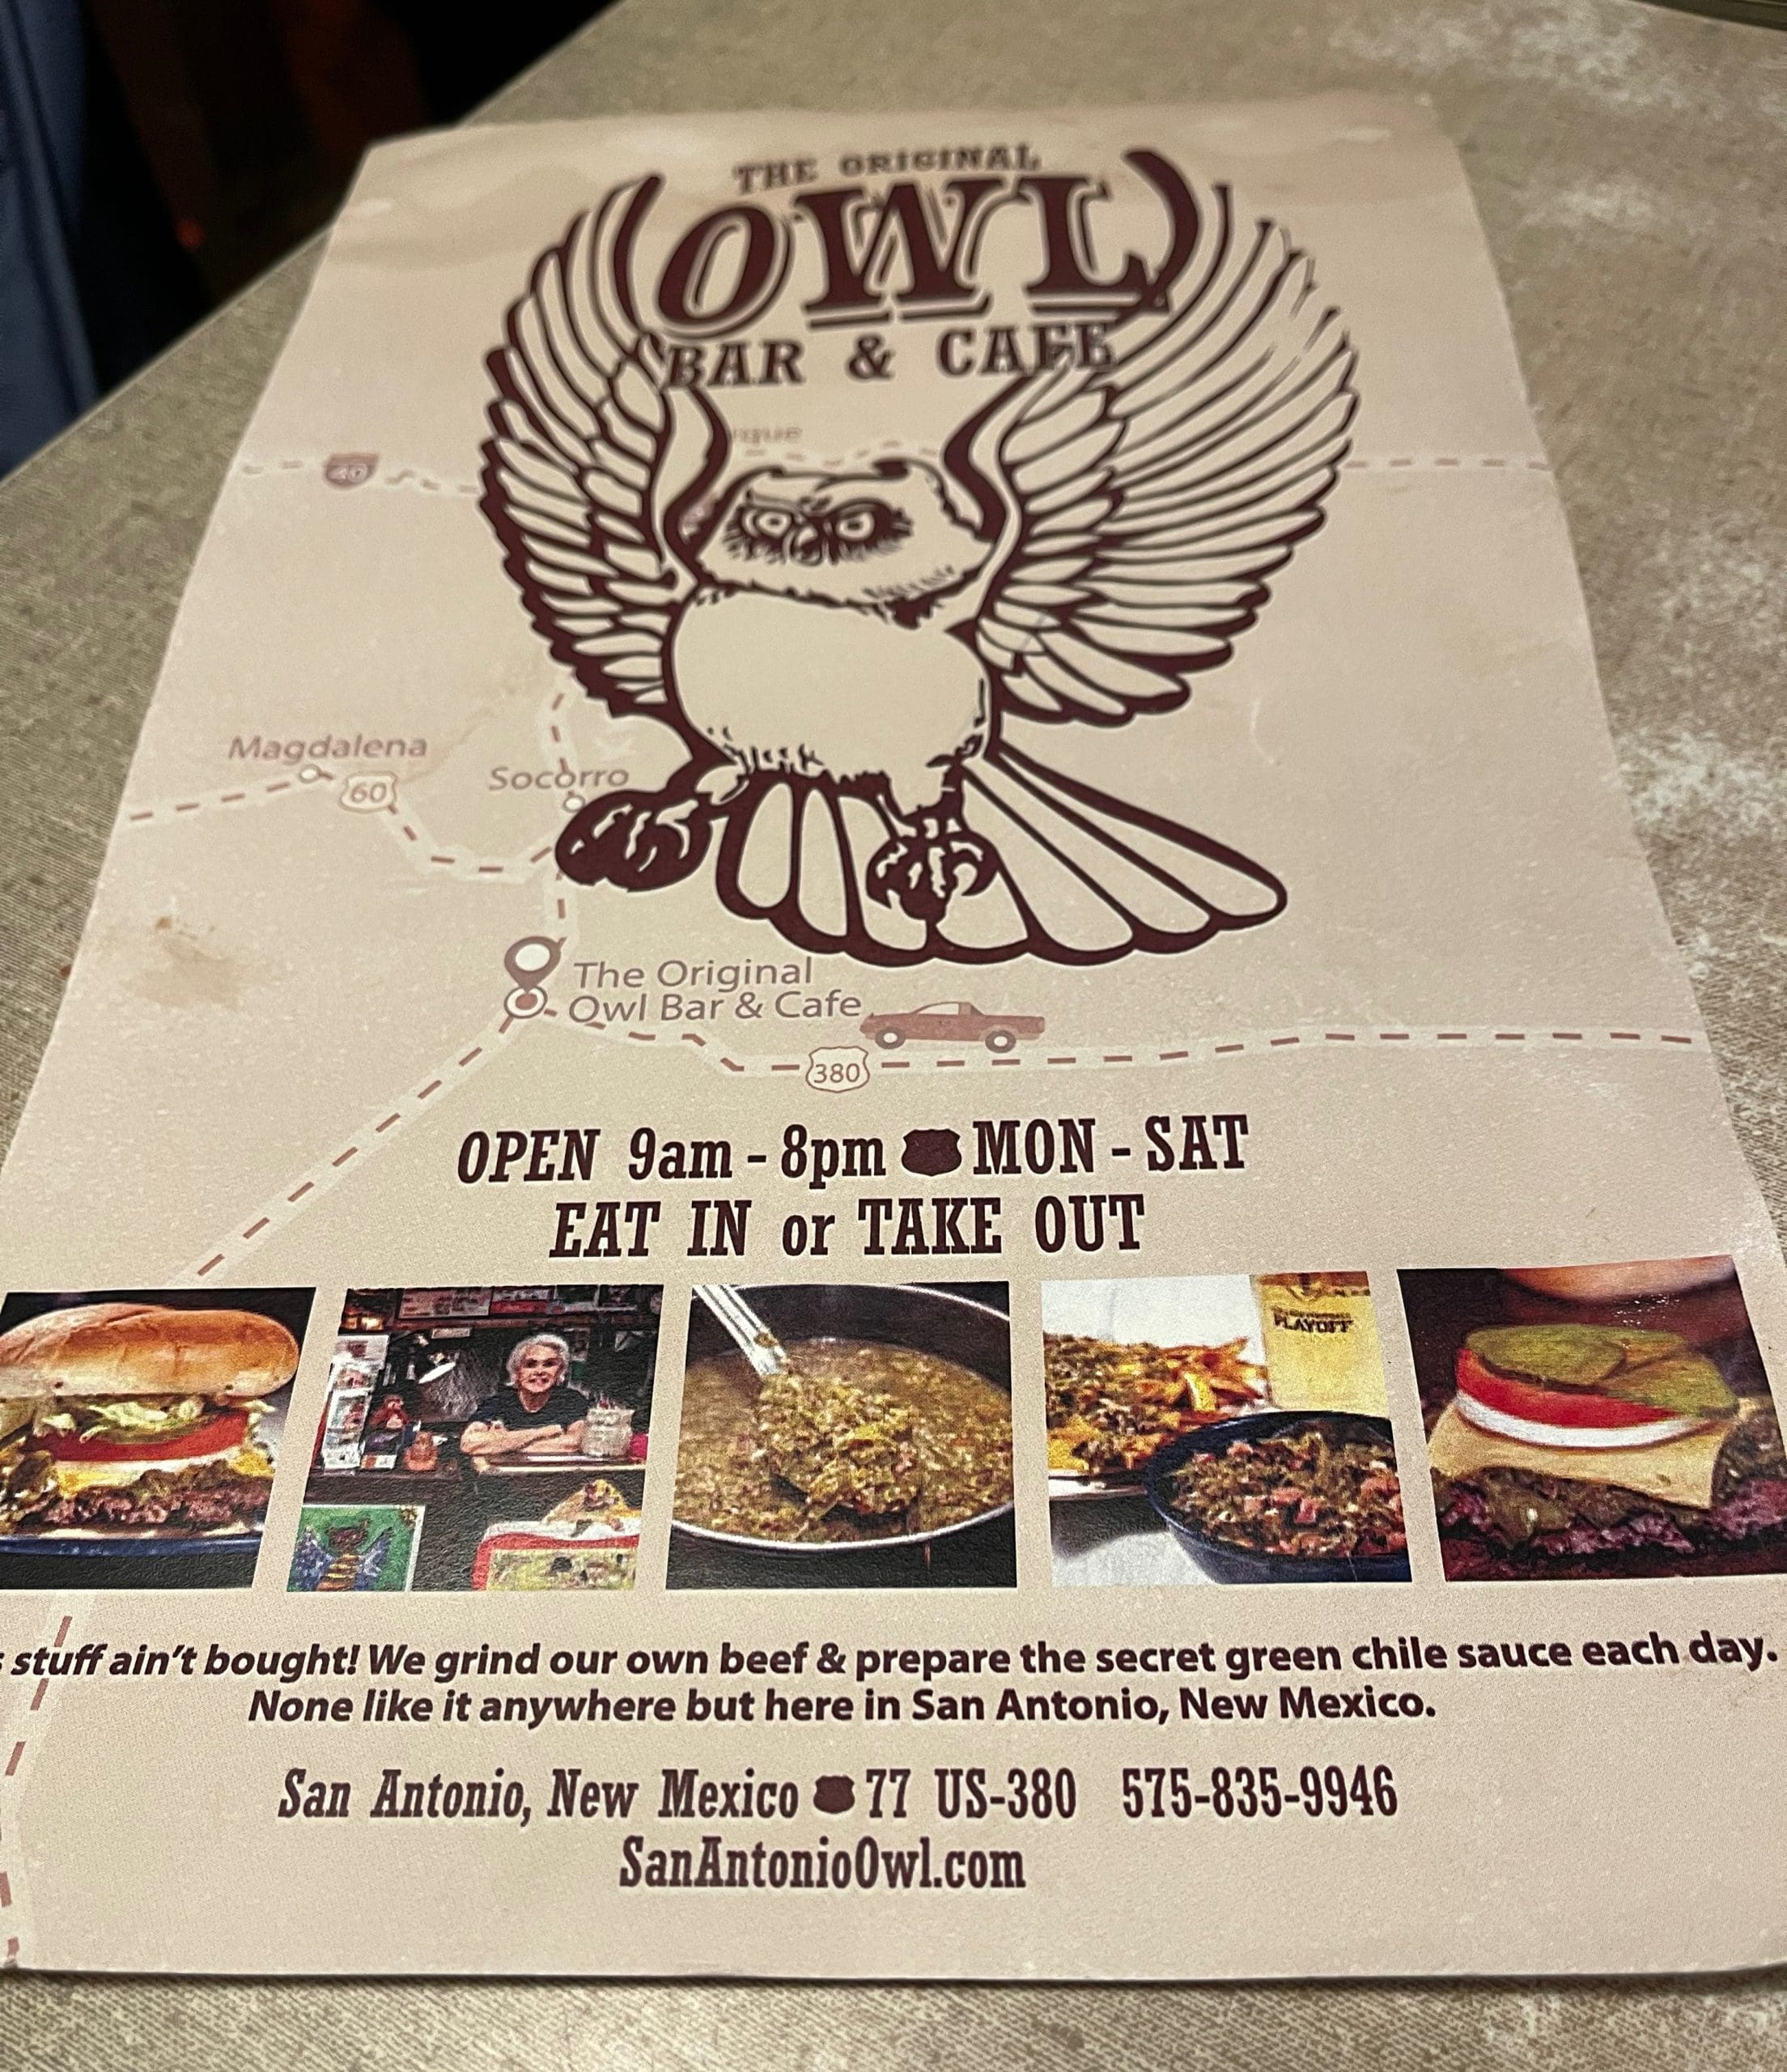 THE ORIGINAL
OWL
BAR & CAFE
40
Magdalena
60
Socorro
The Original
Owl Bar & Cafe
380
OPEN 9am - 8pm MON - SAT
EAT IN or TAKE OUT
PLAYOFF
stuff ain't bought! We grind our own beef & prepare the secret green chile sauce each day.
None like it anywhere but here in San Antonio, New Mexico.
San Antonio, New Mexico 77 US-380 575-835-9946
SanAntonioOwl.com